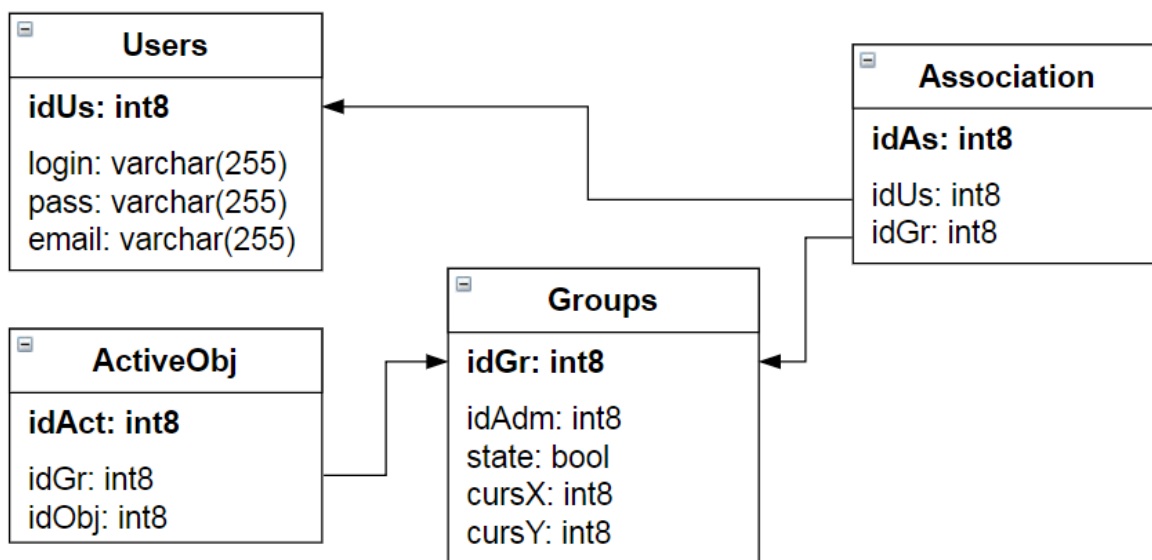 Users
idUs: int8
login: varchar(255)
pass: varchar(255)
email: varchar(255)
Association
idAs: int8
idUs: int8
idGr: int8
ActiveObj
idAct: int8
idGr: int8
idObj: int8
Groups
idGr: int8
idAdm: int8
state: bool
cursX: int8
cursY: int8